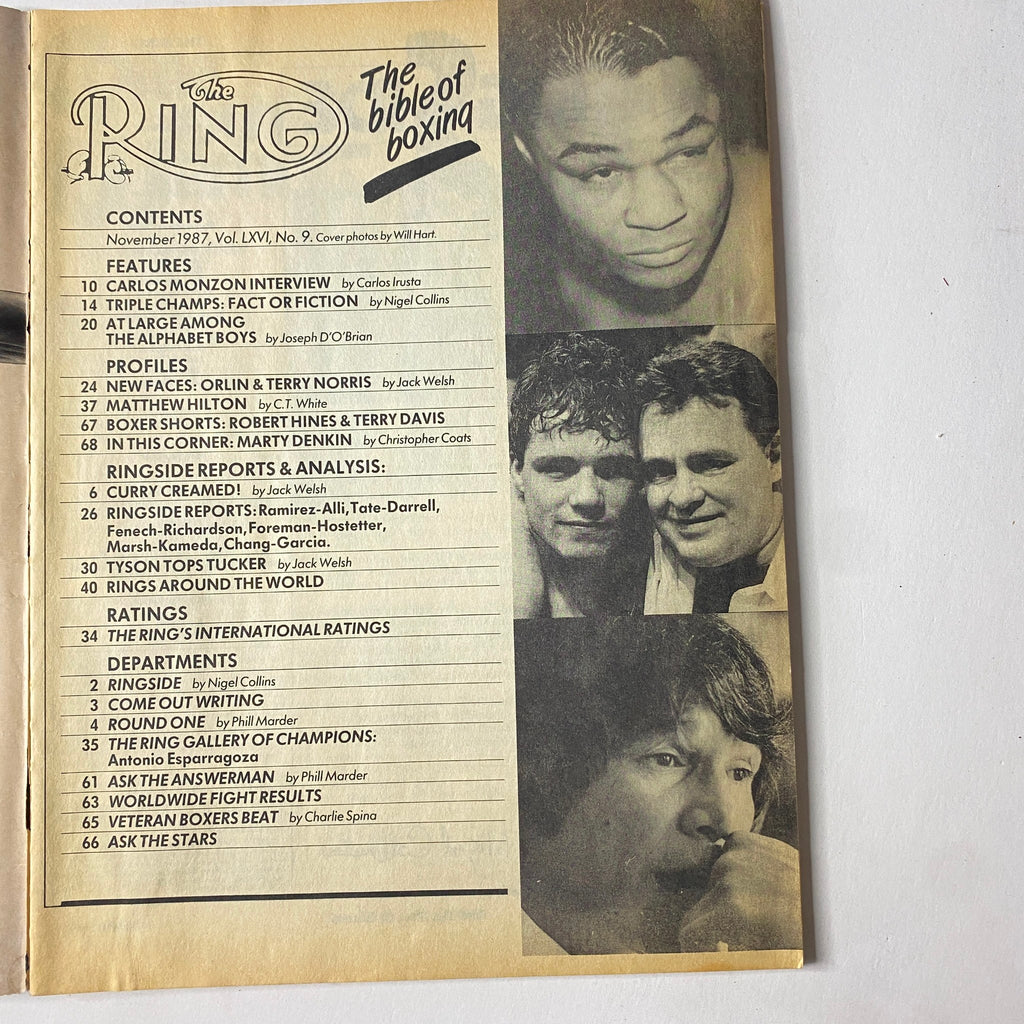 The
RING
The
bible of
boxing
CONTENTS
November 1987, Vol. LXVI, No. 9. Cover photos by Will Hart.
FEATURES
10 CARLOS MONZON INTERVIEW by Carlos Irusta
14 TRIPLE CHAMPS: FACT OR FICTION by Nigel Collins
20 AT LARGE AMONG
THE ALPHABET BOYS by Joseph D'O'Brian
PROFILES
24 NEW FACES: ORLIN & TERRY NORRIS by Jack Welsh
37 MATTHEW HILTON by C.T. White
67 BOXER SHORTS: ROBERT HINES & TERRY DAVIS
68 IN THIS CORNER: MARTY DENKIN by Christopher Coats
RINGSIDE REPORTS & ANALYSIS:
6 CURRY CREAMED! by Jack Welsh
26 RINGSIDE REPORTS: Ramirez-Alli, Tate-Darrell,
Fenech-Richardson, Foreman-Hostetter,
Marsh-Kameda, Chang-Garcia.
30 TYSON TOPS TUCKER by Jack Welsh
40 RINGS AROUND THE WORLD
RATINGS
34 THE RING'S INTERNATIONAL RATINGS
DEPARTMENTS
2 RINGSIDE by Nigel Collins
3 COME OUT WRITING
4 ROUND ONE by Phill Marder
35 THE RING GALLERY OF CHAMPIONS:
Antonio Esparragoza
61 ASK THE ANSWERMAN by Phill Marder
63 WORLDWIDE FIGHT RESULTS
65 VETERAN BOXERS BEAT by Charlie Spina
66 ASK THE STARS